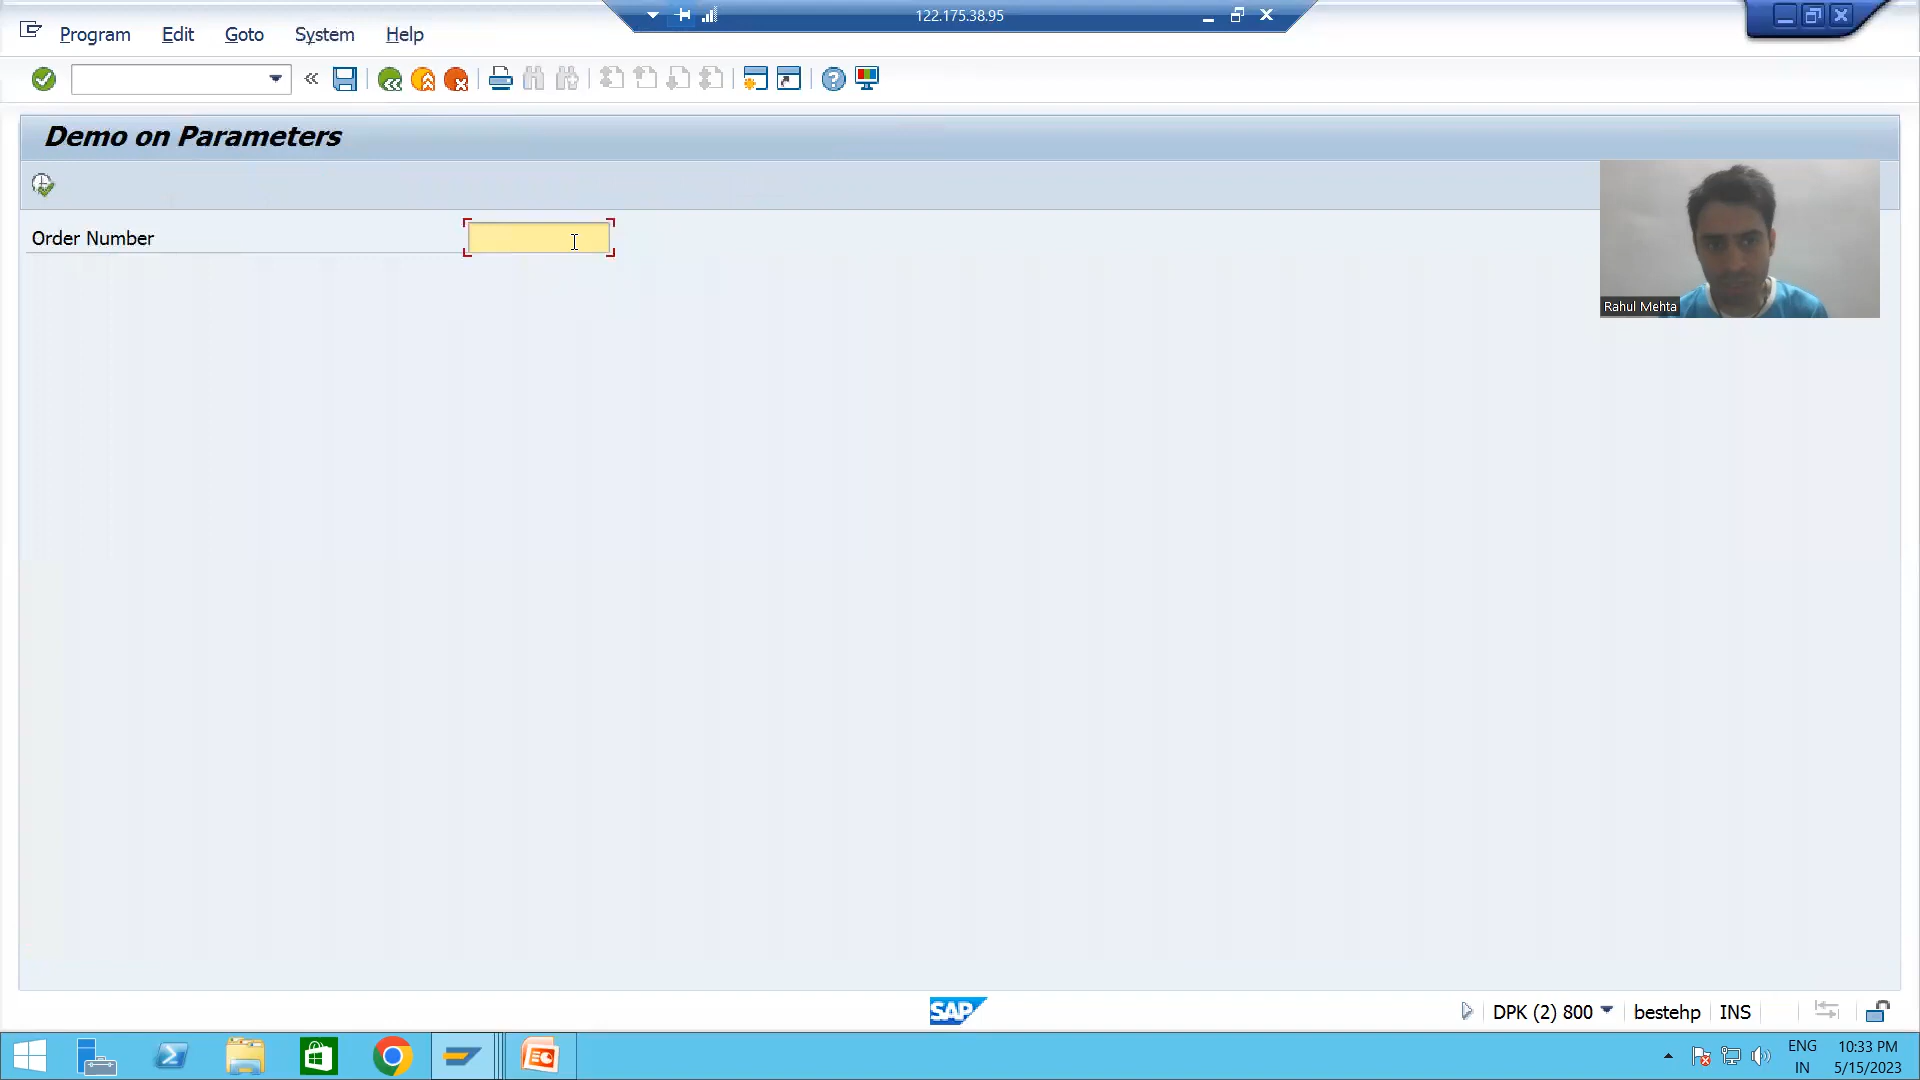 122.175.38.95
Program Edit Goto System Help
Demo on Parameters
Order Number
Rahul Mehta
SAP
DPK (2) 800 bestehp INS
ENG 10:33 PM
IN 5/15/2023